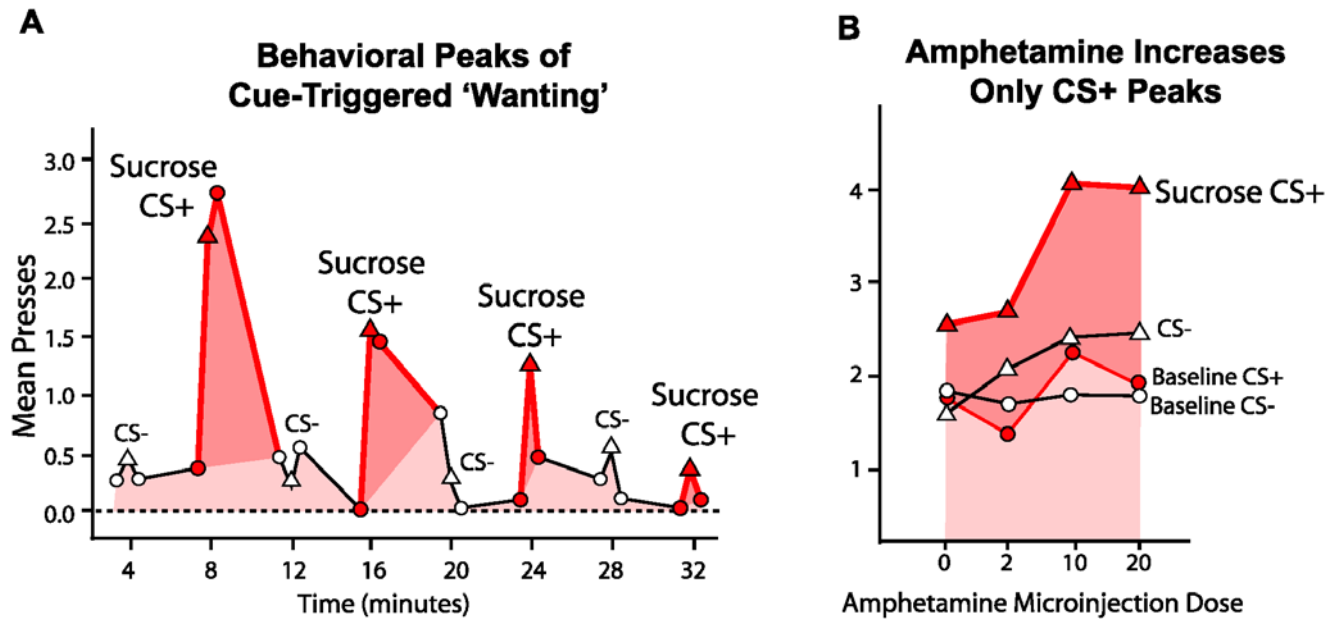 A
Behavioral Peaks of
Cue-Triggered ‘Wanting’
Mean Presses
3.0
2.5
2.0
1.5
1.0
0.5
0.0
Sucrose
CS+
Sucrose
CS+
Sucrose
CS+
Sucrose
CS+
CS-
CS-
CS-
CS-
4 8 12 16 20 24 28 32
Time (minutes)
B
Amphetamine Increases
Only CS+ Peaks
4
3
2
1
Sucrose CS+
CS-
Baseline CS+
Baseline CS-
0 2 10 20
Amphetamine Microinjection Dose